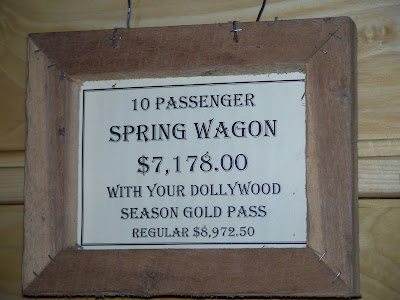 10 PASSENGER
SPRING WAGON
$7,178.00
WITH YOUR DOLLYWOOD
SEASON GOLD PASS
REGULAR $8,972.50